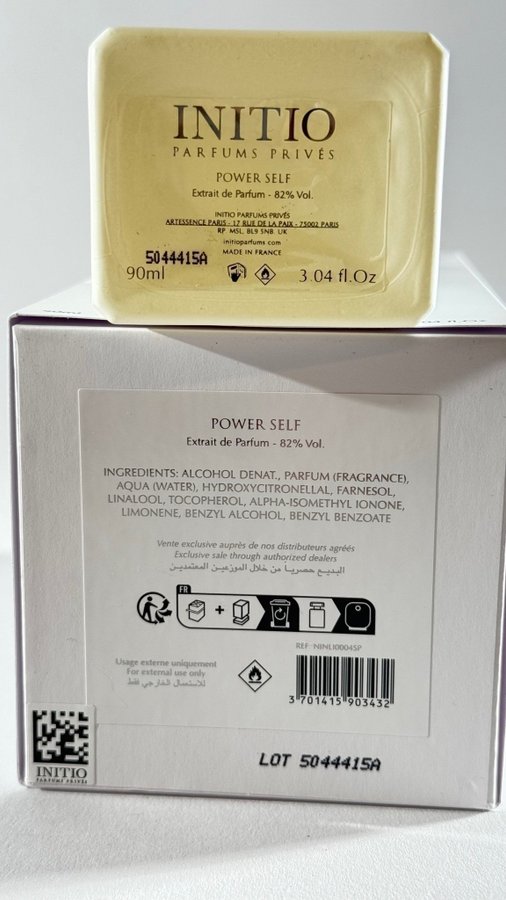 INITIO
PARFUMS PRIVÉS
POWER SELF
Extrait de Parfum - 82% Vol.
INITIO PARFUMS PRIVÉS
ARTESSENCE PARIS - 17 RUE DE LA PAIX - 75002 PARIS
RP MSL, BL9 5NB. UK
initioparfums.com
MADE IN FRANCE
5044415A
90ml
3.04 fl.Oz
POWER SELF
Extrait de Parfum - 82% Vol.
INGREDIENTS: ALCOHOL DENAT., PARFUM (FRAGRANCE),
AQUA (WATER), HYDROXYCITRONELLAL, FARNESOL,
LINALOOL, TOCOPHEROL, ALPHA-ISOMETHYL IONONE,
LIMONENE, BENZYL ALCOHOL, BENZYL BENZOATE
Vente exclusive auprès de nos distributeurs agréés
Exclusive sale through authorized dealers
البديع حصريا من خلال الموزعين المعتمدين
FR
REF: NINLI0004SP
Usage externe uniquement
For external use only
للاستعمال الخارجي فقط
3 701415 903432
INITIO
PARFUMS PRIVÉS
LOT 5044415A